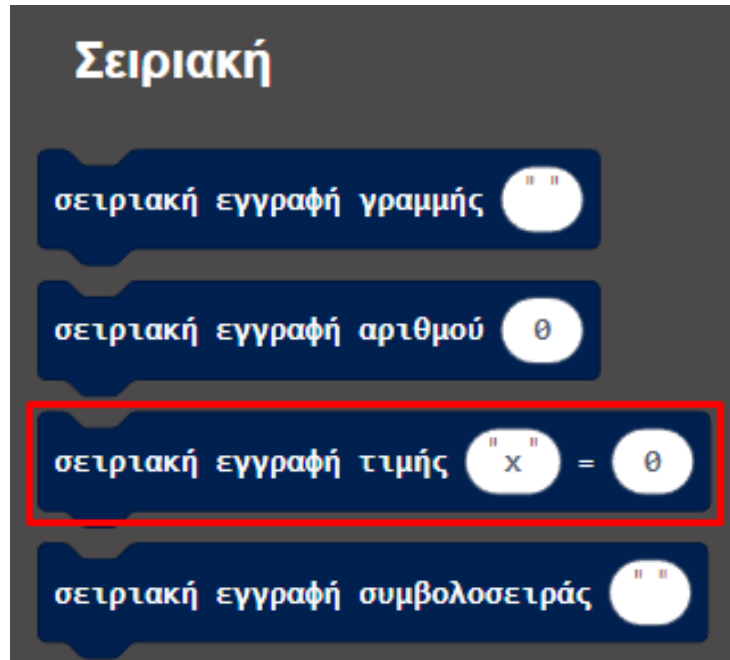 Σειριακή
σειριακή εγγραφή γραμμής " "
σειριακή εγγραφή αριθμού 0
σειριακή εγγραφή τιμής "x" = 0
σειριακή εγγραφή συμβολοσειράς " "